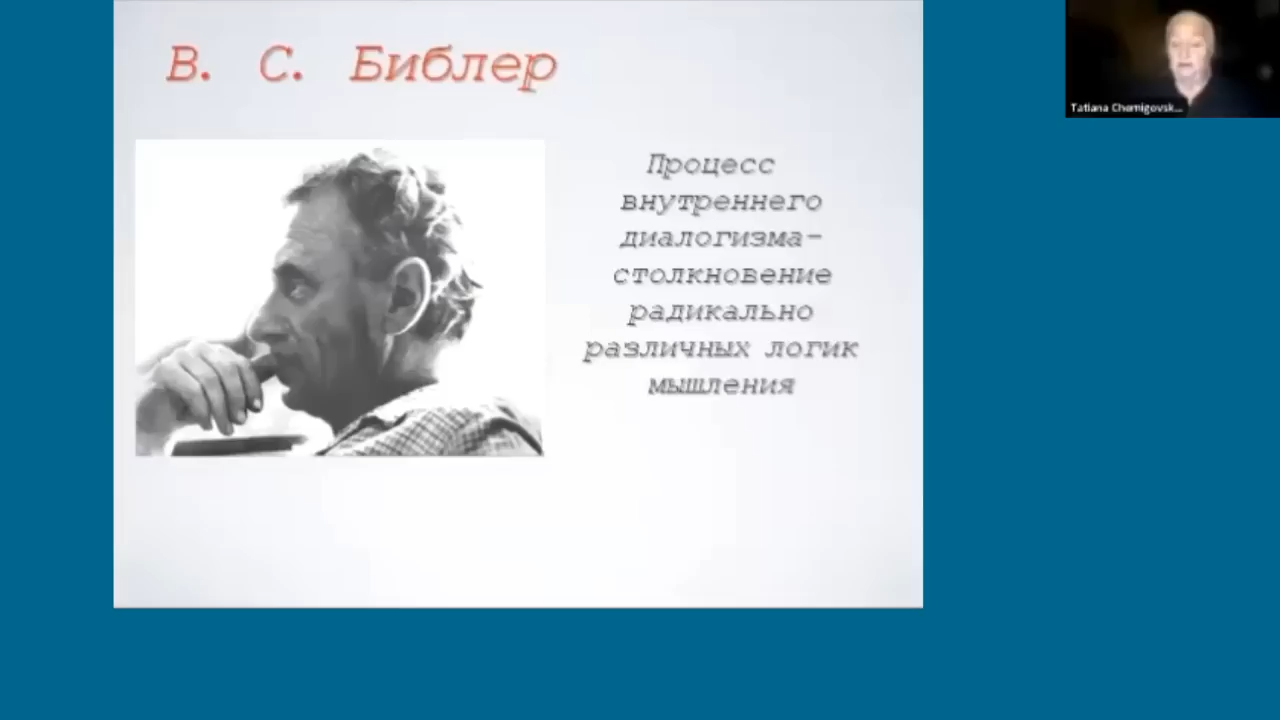 В. С. Библер
Процесс
внутреннего
диалогизма-
столкновение
радикально
различных логик
мышления
Tatiana Chernigovsk...